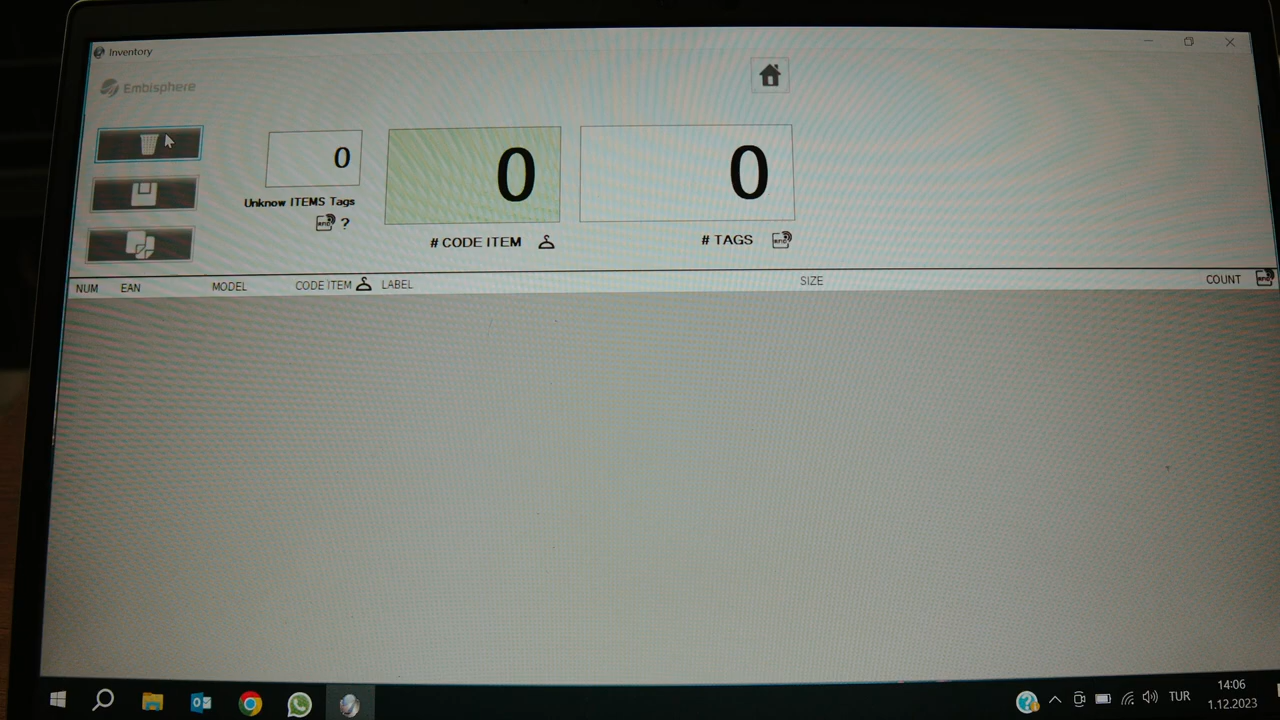 Inventory
Embisphere
0
0
0
Unknow ITEMS Tags
?
# CODE ITEM
# TAGS
NUM EAN MODEL CODE ITEM LABEL SIZE COUNT
TUR
14:06
1.12.2023